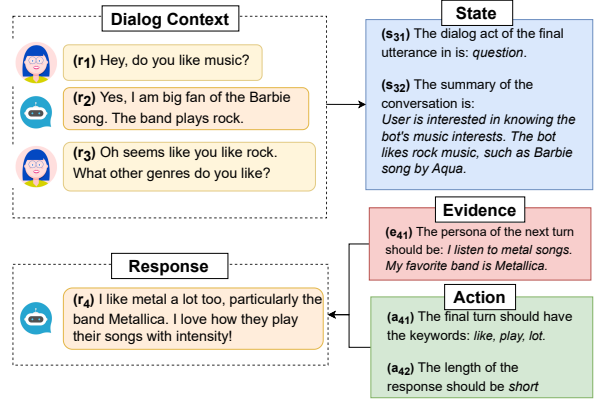 Dialog Context
(r1) Hey, do you like music?
(r2) Yes, I am big fan of the Barbie
song. The band plays rock.
(r3) Oh seems like you like rock.
What other genres do you like?
State
(s31) The dialog act of the final
utterance in is: question.
(s32) The summary of the
conversation is:
User is interested in knowing the
bot's music interests. The bot
likes rock music, such as Barbie
song by Aqua.
Evidence
(e41) The persona of the next turn
should be: I listen to metal songs.
My favorite band is Metallica.
Response
(r4) I like metal a lot too, particularly the
band Metallica. I love how they play
their songs with intensity!
Action
(a41) The final turn should have
the keywords: like, play, lot.
(a42) The length of the
response should be short